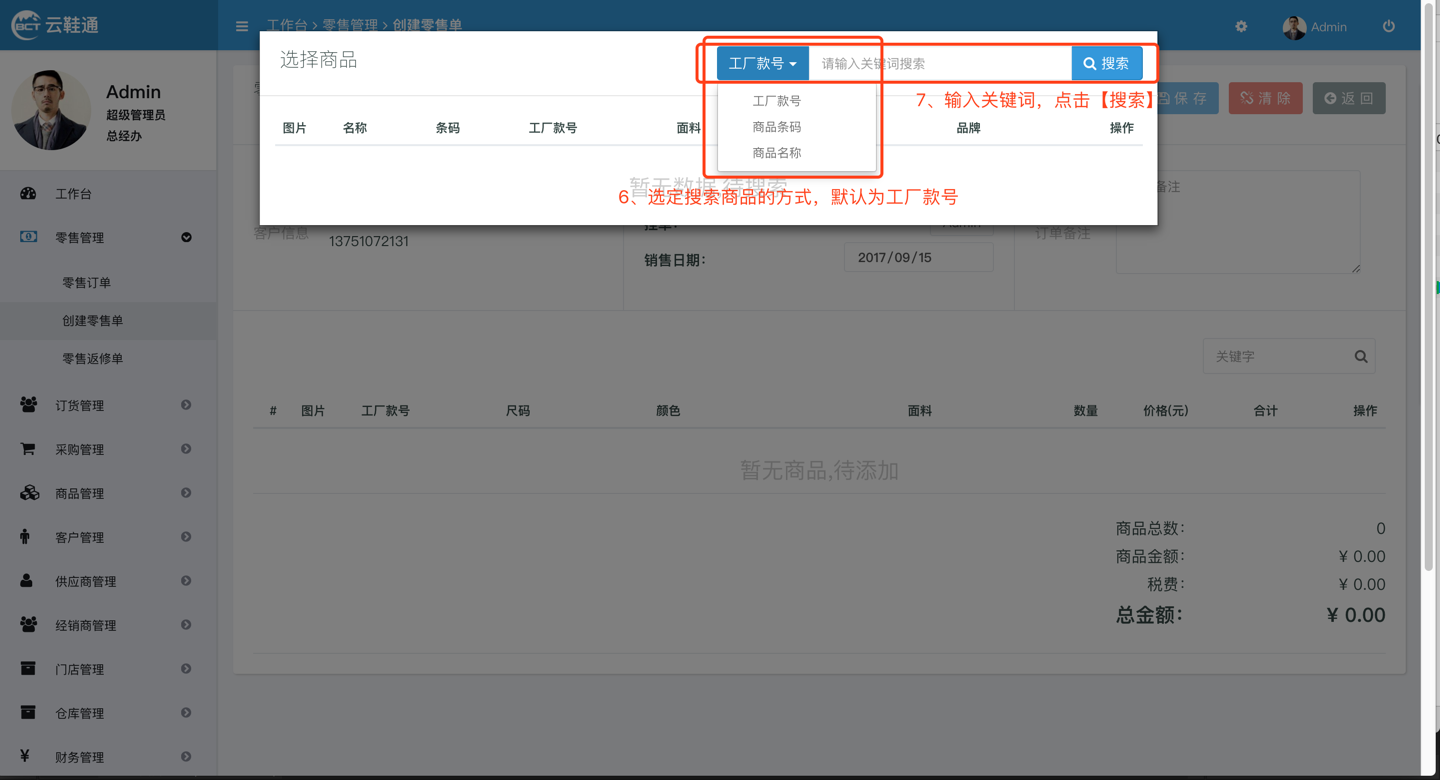 BCT 云鞋通
工作台 > 零售管理 > 创建零售单
Admin
Admin
超级管理员
总经办
工作台
零售管理
零售订单
创建零售单
零售返修单
订货管理
采购管理
商品管理
客户管理
供应商管理
经销商管理
门店管理
仓库管理
财务管理
选择商品
工厂款号
请输入关键词搜索
搜索
工厂款号
商品条码
商品名称
7、输入关键词，点击【搜索】
图片 名称 条码 工厂款号 面料 品牌 操作
暂无数据,待搜索
6、选定搜索商品的方式，默认为工厂款号
保 存
清 除
返 回
备注
客户信息
13751072131
挂单:
Admin
销售日期：
2017/09/15
订单备注
关键字
# 图片 工厂款号 尺码 颜色 面料 数量 价格(元) 合计 操作
暂无商品,待添加
商品总数： 0
商品金额： ¥ 0.00
税费： ¥ 0.00
总金额： ¥ 0.00